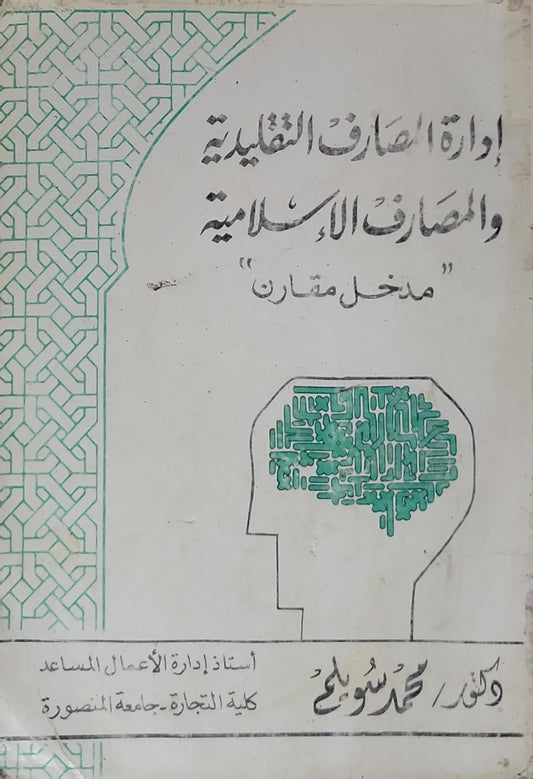 إدارة المصارف التقليدية
والمصارف الإسلامية
"مدخل مقارن"
دكتور/ محمد سويلم
أستاذ إدارة الأعمال المساعد
كلية التجارة - جامعة المنصورة